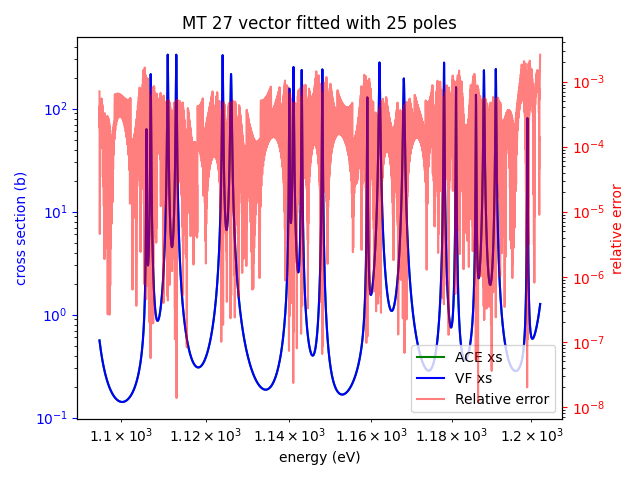 MT 27 vector fitted with 25 poles
cross section (b)
10²
10¹
10⁰
10⁻¹
10⁻³
10⁻⁴
10⁻⁵
10⁻⁶
10⁻⁷
10⁻⁸
relative error
ACE xs
VF xs
Relative error
1.1 × 10³ 1.12 × 10³ 1.14 × 10³ 1.16 × 10³ 1.18 × 10³ 1.2 × 10³
energy (eV)